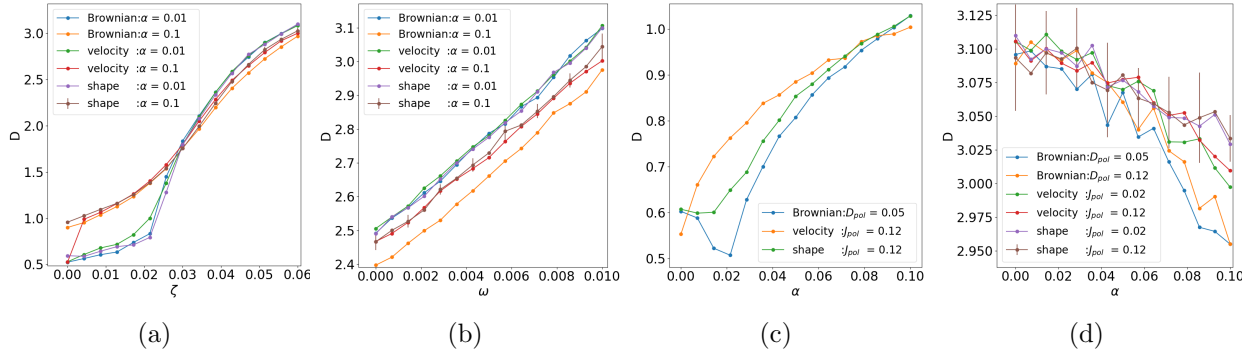 D
3.0
2.5
2.0
1.5
1.0
0.5
Brownian:α = 0.01
Brownian:α = 0.1
velocity :α = 0.01
velocity :α = 0.1
shape :α = 0.01
shape :α = 0.1
0.00 0.01 0.02 0.03 0.04 0.05 0.06
ζ
(a)
D
3.1
3.0
2.9
2.8
2.7
2.6
2.5
2.4
Brownian:α = 0.01
Brownian:α = 0.1
velocity :α = 0.01
velocity :α = 0.1
shape :α = 0.01
shape :α = 0.1
0.000 0.002 0.004 0.006 0.008 0.010
ω
(b)
D
1.0
0.9
0.8
0.7
0.6
0.5
Brownian:D_pol = 0.05
velocity :J_pol = 0.12
shape :J_pol = 0.12
0.00 0.02 0.04 0.06 0.08 0.10
α
(c)
D
3.125
3.100
3.075
3.050
3.025
3.000
2.975
2.950
Brownian:D_pol = 0.05
Brownian:D_pol = 0.12
velocity :J_pol = 0.02
velocity :J_pol = 0.12
shape :J_pol = 0.02
shape :J_pol = 0.12
0.00 0.02 0.04 0.06 0.08 0.10
α
(d)